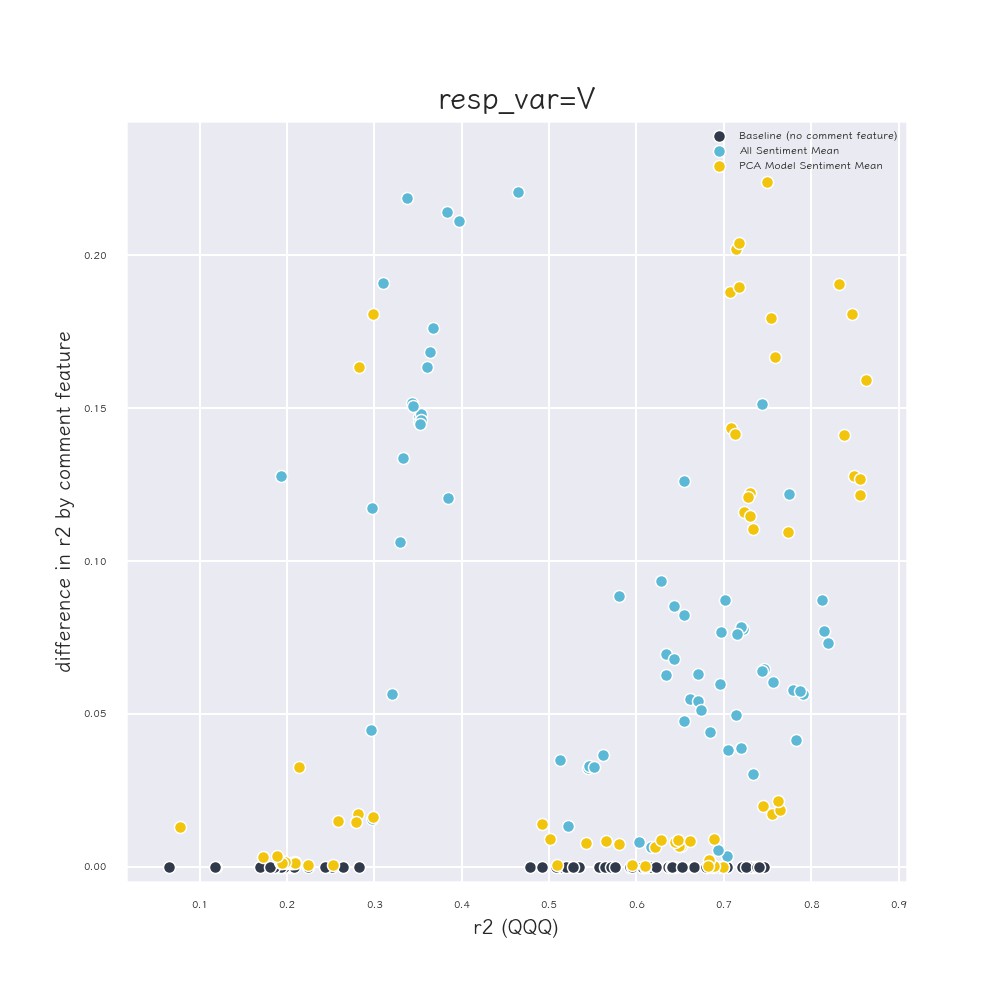 resp_var=V
Baseline (no comment feature)
All Sentiment Mean
PCA Model Sentiment Mean
difference in r2 by comment feature
0.20
0.15
0.10
0.05
0.00
0.1 0.2 0.3 0.4 0.5 0.6 0.7 0.8 0.9
r2 (QQQ)